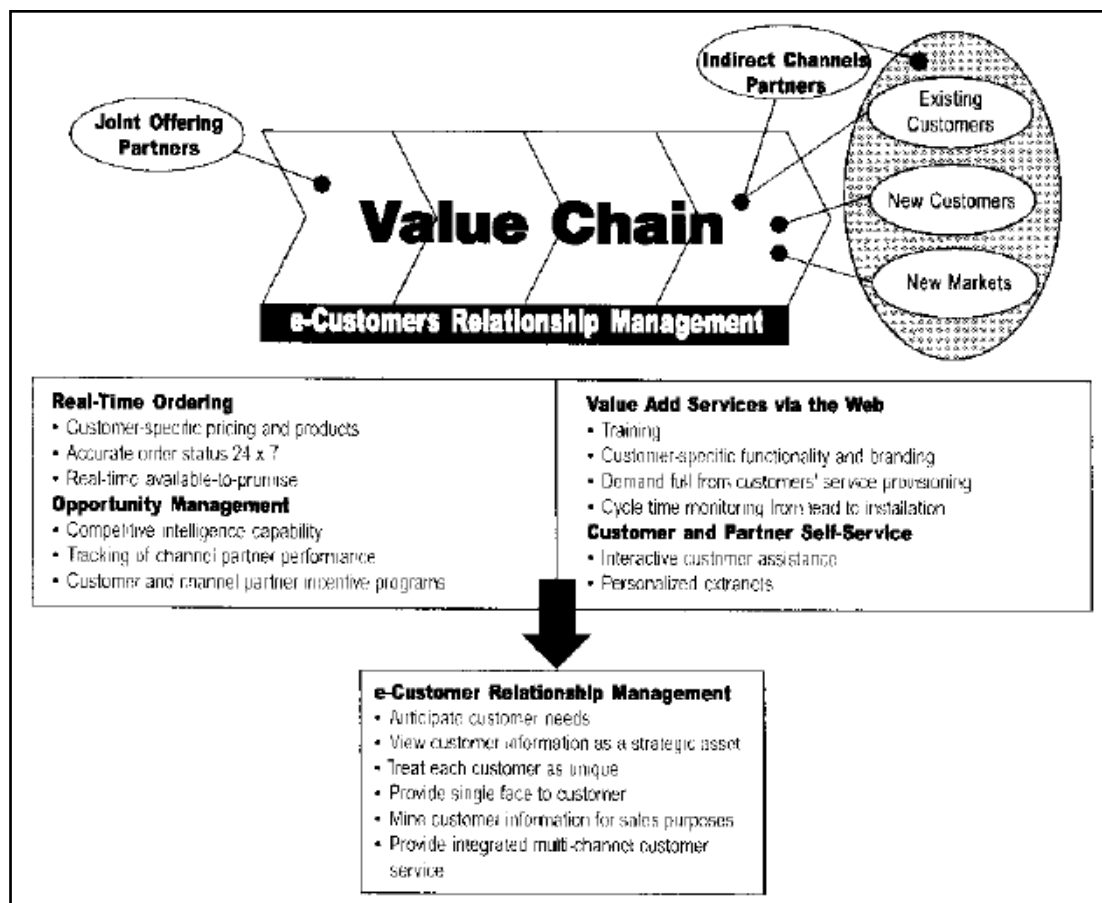 Indirect Channels
Partners
Existing
Customers
Joint Offering
Partners
Value Chain
New Customers
New Markets
e-Customers Relationship Management
Real-Time Ordering
• Customer-specific pricing and products
• Accurate order status 24 x 7
• Real-time available-to-promise
Opportunity Management
• Competitive intelligence capability
• Tracking of channel partner performance
• Customer and channel partner incentive programs
Value Add Services via the Web
• Training
• Customer-specific functionality and branding
• Demand full from customers' service provisioning
• Cycle time monitoring from lead to installation
Customer and Partner Self-Service
• Interactive customer assistance
• Personalized extranets
e-Customer Relationship Management
• Anticipate customer needs
• View customer information as a strategic asset
• Treat each customer as unique
• Provide single face to customer
• Mine customer information for sales purposes
• Provide integrated multi-channel customer
service